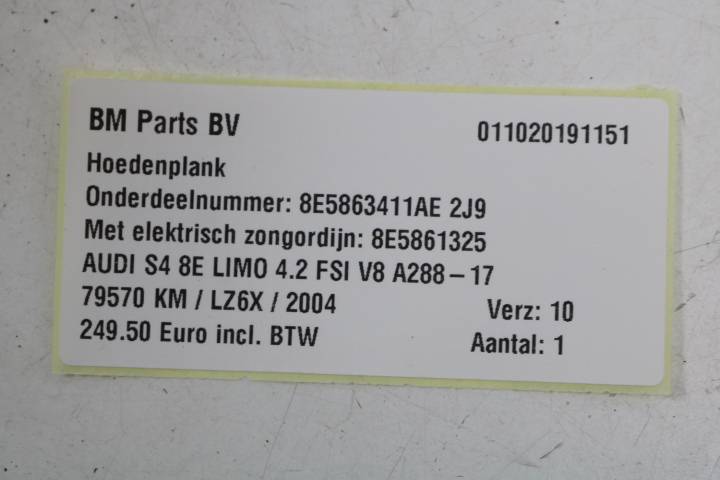 BM Parts BV 011020191151
Hoedenplank
Onderdeelnummer: 8E5863411AE 2J9
Met elektrisch zongordijn: 8E5861325
AUDI S4 8E LIMO 4.2 FSI V8 A288-17
79570 KM / LZ6X / 2004 Verz: 10
249.50 Euro incl. BTW Aantal: 1